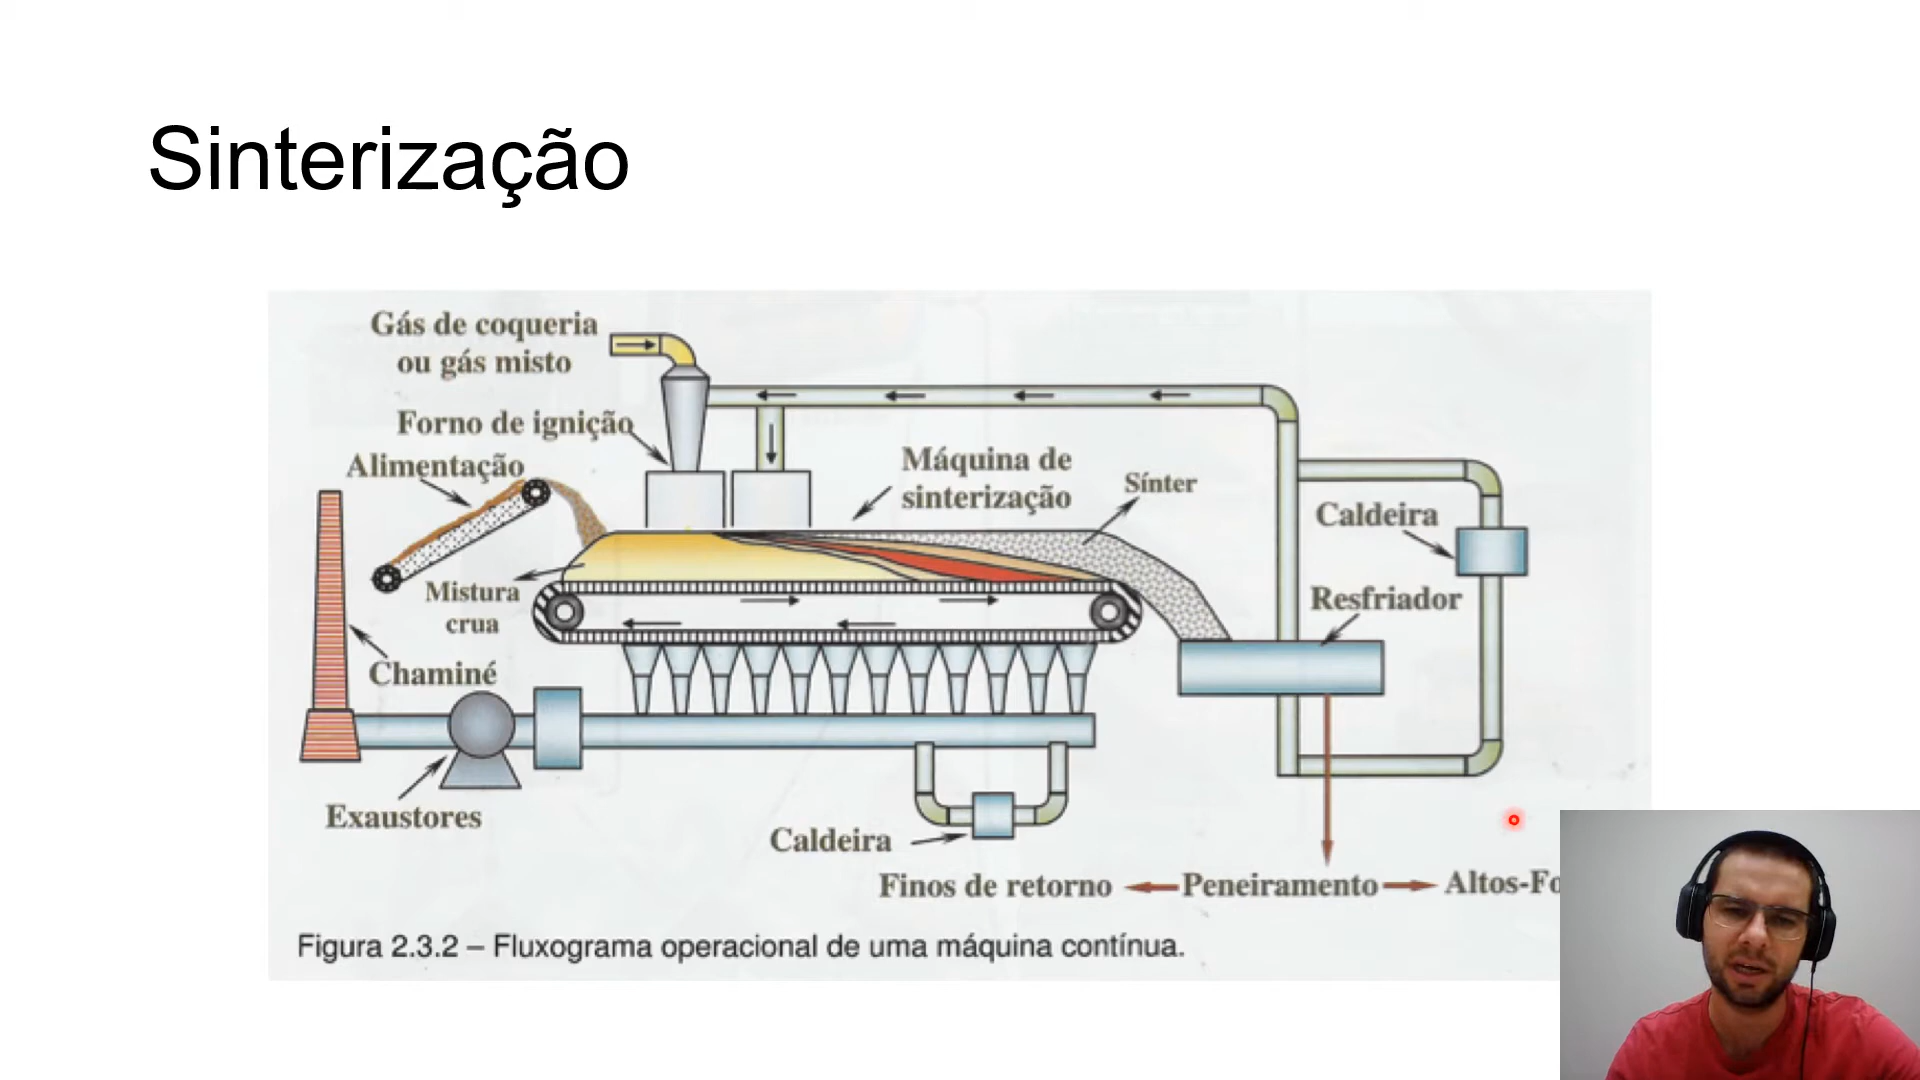 Sinterização
Gás de coqueria
ou gás misto
Forno de ignição
Alimentação
Máquina de
sinterização
Sínter
Caldeira
Mistura
crua
Resfriador
Chaminé
Exaustores
Caldeira
Finos de retorno
Peneiramento
Altos-Fo
Figura 2.3.2 – Fluxograma operacional de uma máquina contínua.